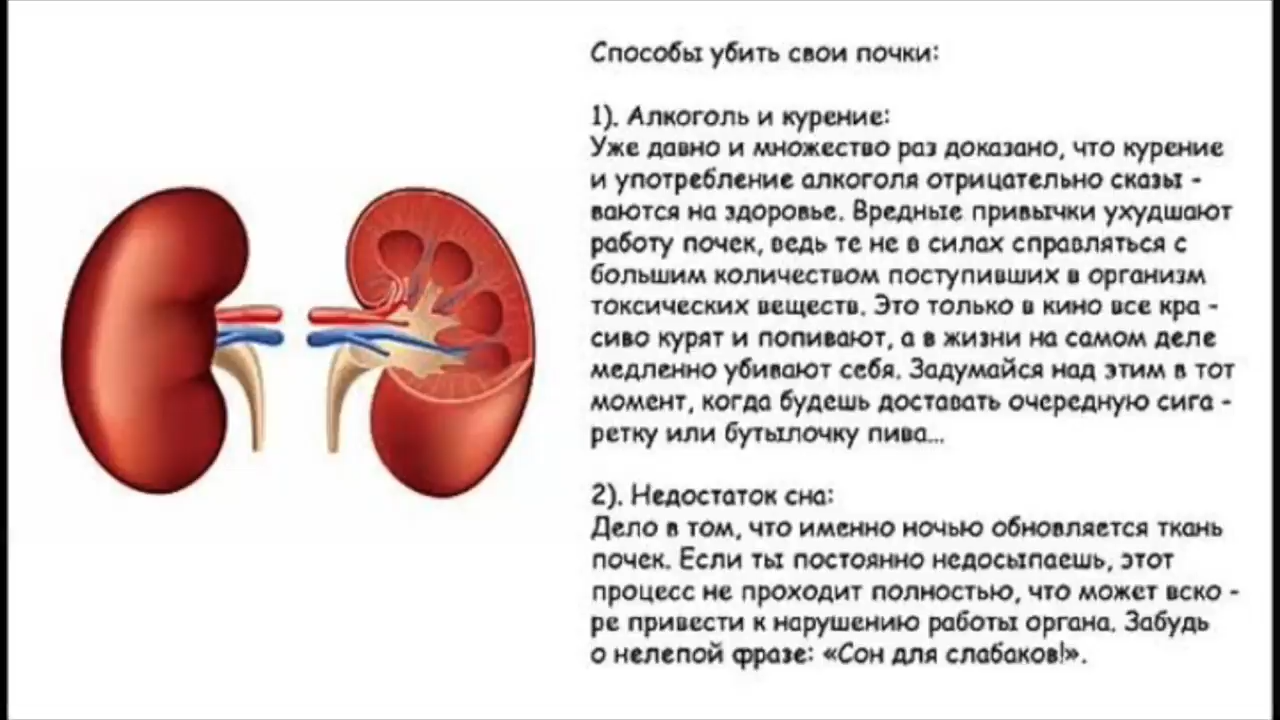 Способы убить свои почки:
1). Алкоголь и курение:
Уже давно и множество раз доказано, что курение
и употребление алкоголя отрицательно сказы -
ваются на здоровье. Вредные привычки ухудшают
работу почек, ведь те не в силах справляться с
большим количеством поступивших в организм
токсических веществ. Это только в кино все кра -
сиво курят и попивают, а в жизни на самом деле
медленно убивают себя. Задумайся над этим в тот
момент, когда будешь доставать очередную сига -
ретку или бутылочку пива...
2). Недостаток сна:
Дело в том, что именно ночью обновляется ткань
почек. Если ты постоянно недосыпаешь, этот
процесс не проходит полностью, что может вско -
ре привести к нарушению работы органа. Забудь
о нелепой фразе: «Сон для слабаков!».